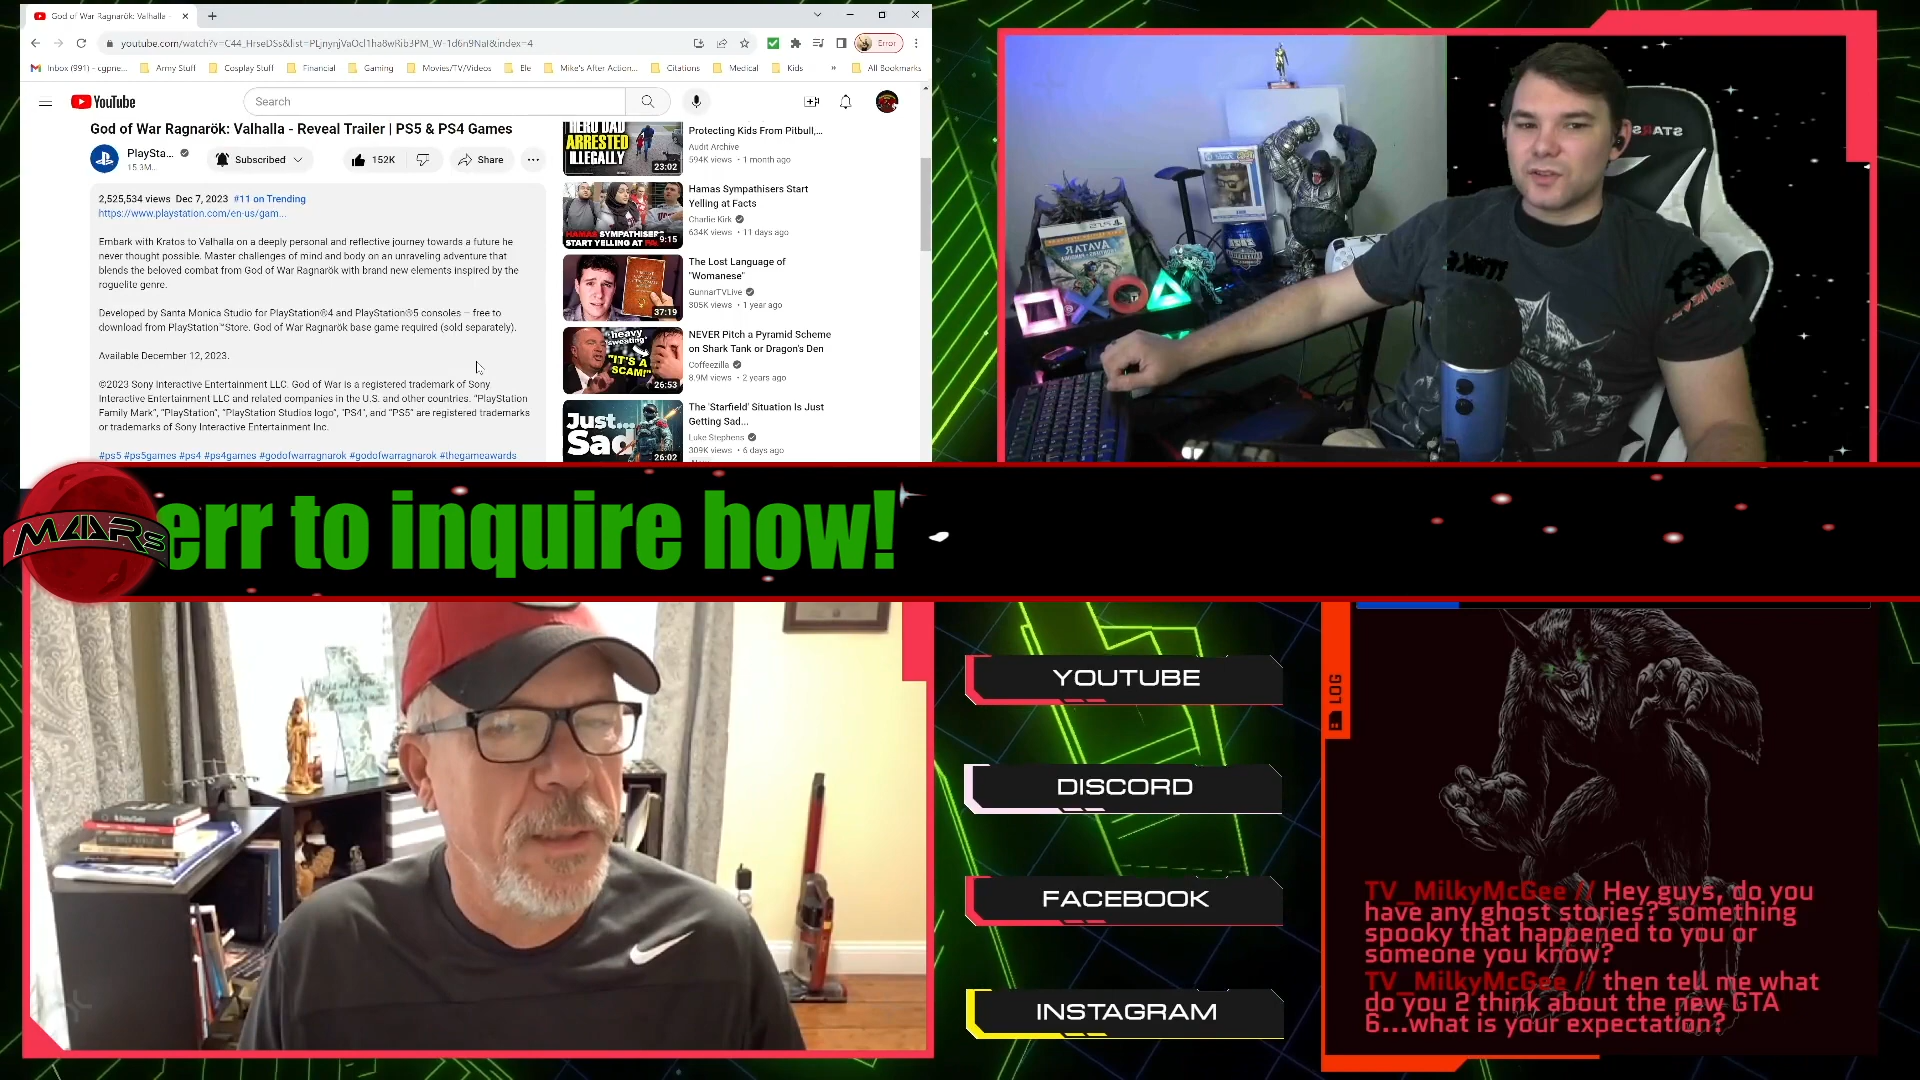 God of War Ragnarök: Valhalla -
youtube.com/watch?v=C44_HrseDSs&list=PLjnynjVaOcl1ha8wRib3PM_W-1d6n9NaI&index=4
Error
Inbox (991) - cgpne...
Army Stuff
Cosplay Stuff
Financial
Gaming
Movies/TV/Videos
Ele
Mike's After Action...
Citations
Medical
Kids
»
All Bookmarks
YouTube
Search
God of War Ragnarök: Valhalla - Reveal Trailer | PS5 & PS4 Games
PlaySta...
15.3M...
Subscribed
152K
Share
2,525,534 views Dec 7, 2023 #11 on Trending
https://www.playstation.com/en-us/gam...
Embark with Kratos to Valhalla on a deeply personal and reflective journey towards a future he
never thought possible. Master challenges of mind and body on an unraveling adventure that
blends the beloved combat from God of War Ragnarök with brand new elements inspired by the
roguelite genre.
Developed by Santa Monica Studio for PlayStation®4 and PlayStation®5 consoles – free to
download from PlayStation™Store. God of War Ragnarök base game required (sold separately).
Available December 12, 2023.
©2023 Sony Interactive Entertainment LLC. God of War is a registered trademark of Sony
Interactive Entertainment LLC and related companies in the U.S. and other countries. "PlayStation
Family Mark", "PlayStation", "PlayStation Studios logo", "PS4", and "PS5" are registered trademarks
or trademarks of Sony Interactive Entertainment Inc.
#ps5 #ps5games #ps4 #ps4games #godofwarragnarok #godofwarragnarok #thegameawards
HERO DAD
ARRESTED
ILLEGALLY
23:02
Protecting Kids From Pitbull,...
Audit Archive
594K views • 1 month ago
HAMAS SYMPATHISERS
START YELLING AT
9:15
Hamas Sympathisers Start
Yelling at Facts
Charlie Kirk
634K views • 11 days ago
37:19
The Lost Language of
"Womanese"
GunnarTVLive
305K views • 1 year ago
*heavy
sweating*
"IT'S A
SCAM!"
26:53
NEVER Pitch a Pyramid Scheme
on Shark Tank or Dragon's Den
Coffeezilla
8.9M views • 2 years ago
Just...
Sad
26:02
The 'Starfield' Situation Is Just
Getting Sad...
Luke Stephens
309K views • 6 days ago
STARS
AVATAR
PS5
MARS
err to inquire how!
YOUTUBE
DISCORD
FACEBOOK
INSTAGRAM
LOG
TV_MilkyMcGee // Hey guys, do you
have any ghost stories? something
spooky that happened to you or
someone you know?
TV_MilkyMcGee // then tell me what
do you 2 think about the new GTA
6...what is your expectation?